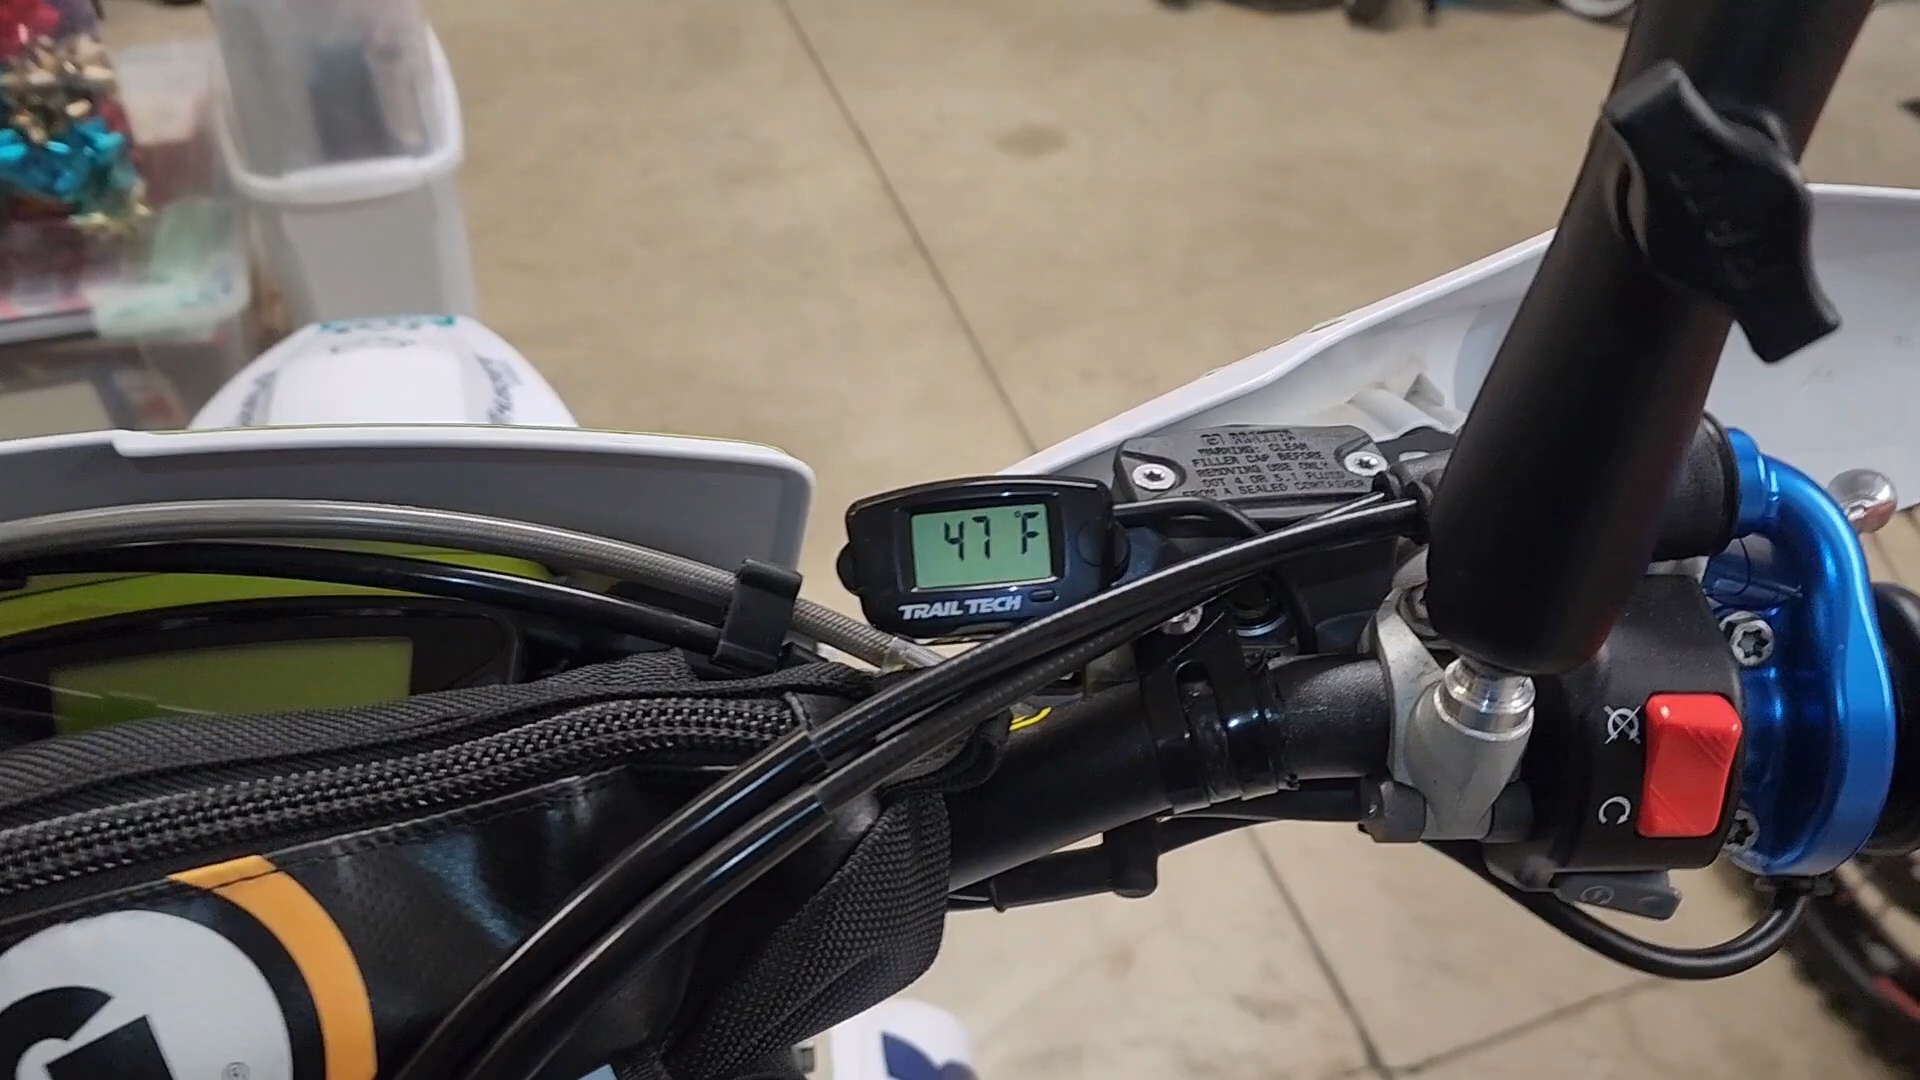 WARNING: CLEAN
FILLER CAP BEFORE
REMOVING USE ONLY
DOT 4 OR 5.1 FLUID
FROM A SEALED CONTAINER
47 °F
TRAIL TECH